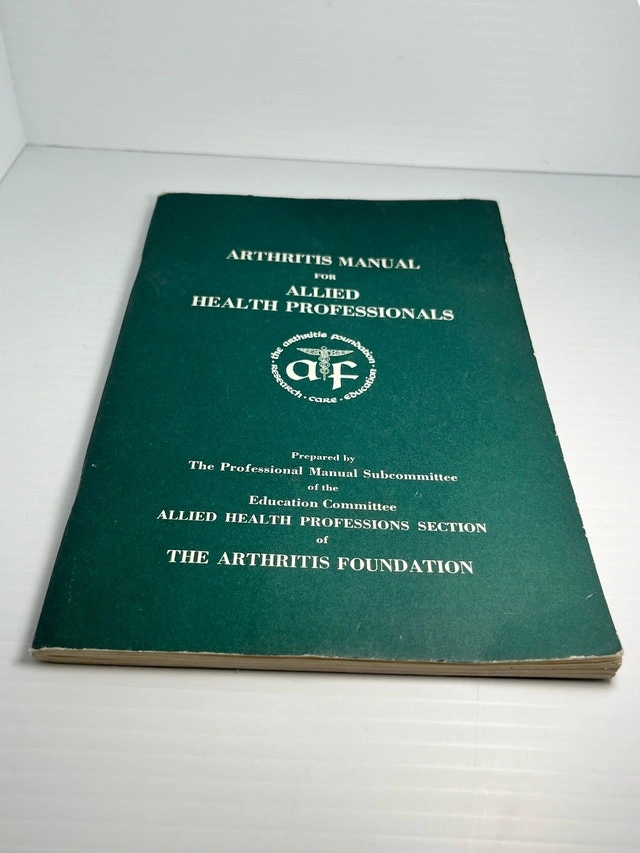 ARTHRITIS MANUAL
FOR
ALLIED
HEALTH PROFESSIONALS
the arthritis foundation
af
RESEARCH · CARE · EDUCATION
Prepared by
The Professional Manual Subcommittee
of the
Education Committee
ALLIED HEALTH PROFESSIONS SECTION
of
THE ARTHRITIS FOUNDATION